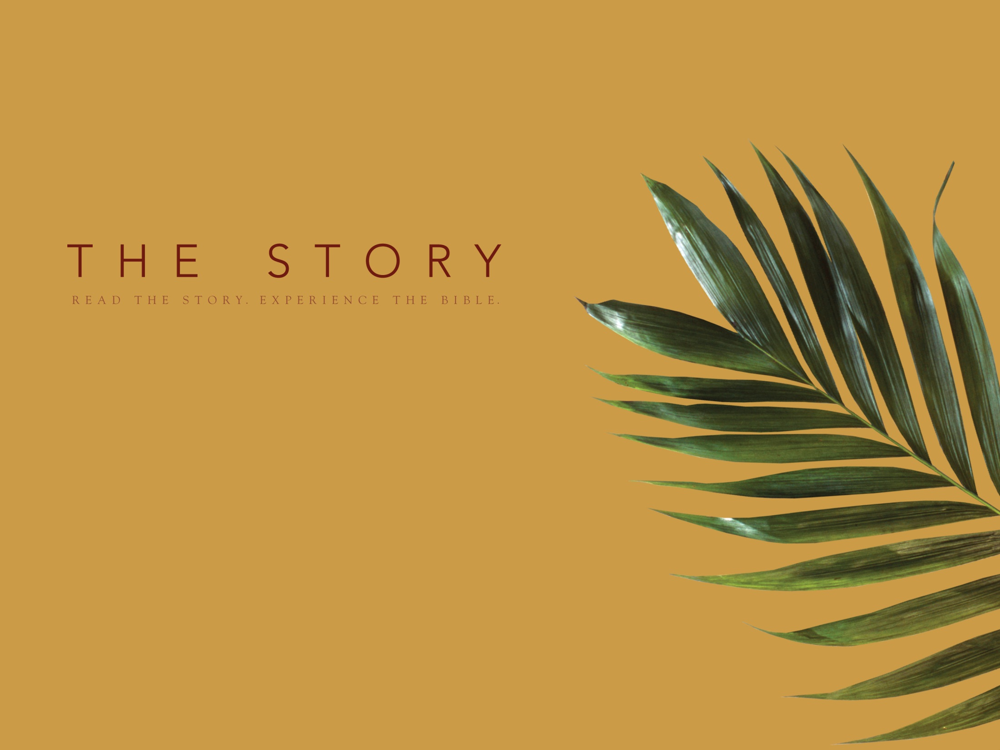 THE STORY
READ THE STORY. EXPERIENCE THE BIBLE.